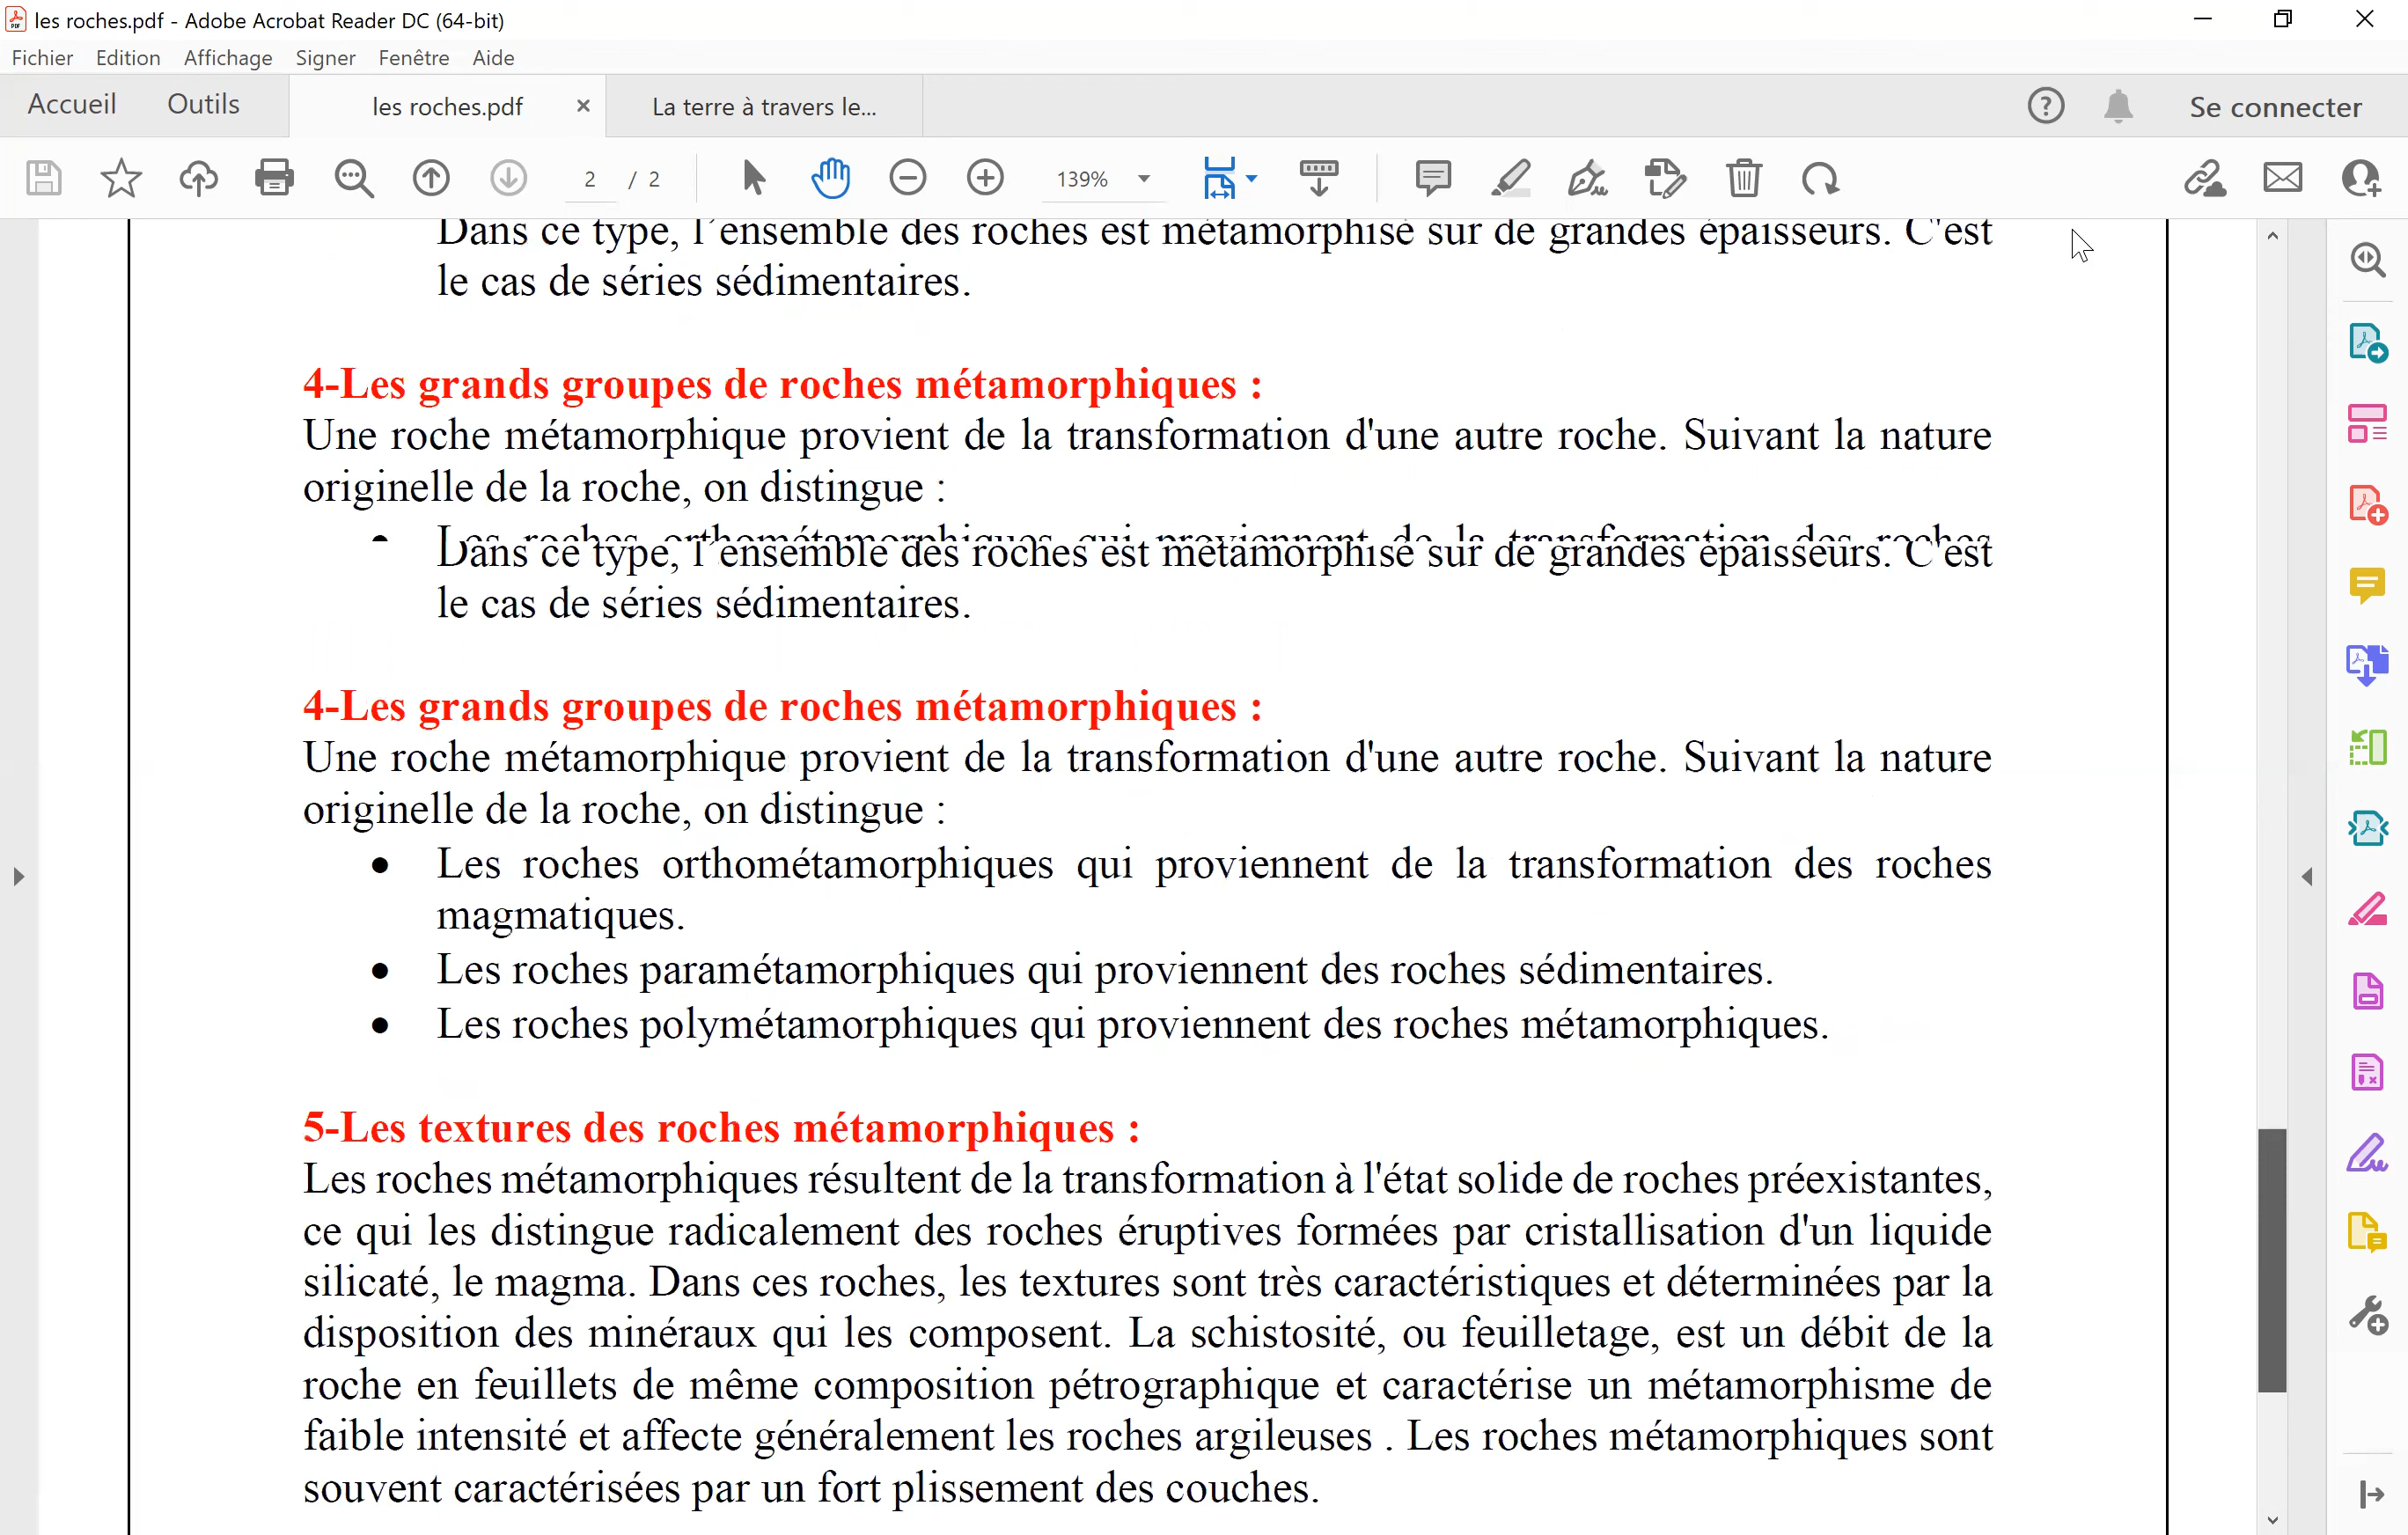 les roches.pdf - Adobe Acrobat Reader DC (64-bit)
Fichier Edition Affichage Signer Fenêtre Aide
Accueil Outils les roches.pdf La terre à travers le... Se connecter
2 / 2 139%
Dans ce type, l'ensemble des roches est métamorphisé sur de grandes épaisseurs. C'est
le cas de séries sédimentaires.
4-Les grands groupes de roches métamorphiques :
Une roche métamorphique provient de la transformation d'une autre roche. Suivant la nature
originelle de la roche, on distingue :
Les roches orthométamorphiques qui proviennent de la transformation des roches
Dans ce type, l'ensemble des roches est métamorphisé sur de grandes épaisseurs. C'est
le cas de séries sédimentaires.
4-Les grands groupes de roches métamorphiques :
Une roche métamorphique provient de la transformation d'une autre roche. Suivant la nature
originelle de la roche, on distingue :
• Les roches orthométamorphiques qui proviennent de la transformation des roches
magmatiques.
• Les roches paramétamorphiques qui proviennent des roches sédimentaires.
• Les roches polymétamorphiques qui proviennent des roches métamorphiques.
5-Les textures des roches métamorphiques :
Les roches métamorphiques résultent de la transformation à l'état solide de roches préexistantes,
ce qui les distingue radicalement des roches éruptives formées par cristallisation d'un liquide
silicaté, le magma. Dans ces roches, les textures sont très caractéristiques et déterminées par la
disposition des minéraux qui les composent. La schistosité, ou feuilletage, est un débit de la
roche en feuillets de même composition pétrographique et caractérise un métamorphisme de
faible intensité et affecte généralement les roches argileuses . Les roches métamorphiques sont
souvent caractérisées par un fort plissement des couches.